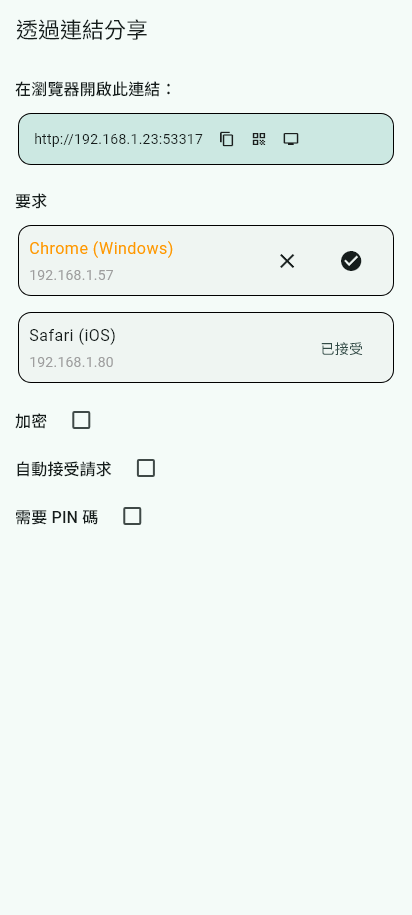 透過連結分享
在瀏覽器開啟此連結：
http://192.168.1.23:53317
要求
Chrome (Windows)
192.168.1.57
Safari (iOS)
192.168.1.80
已接受
加密
自動接受請求
需要 PIN 碼